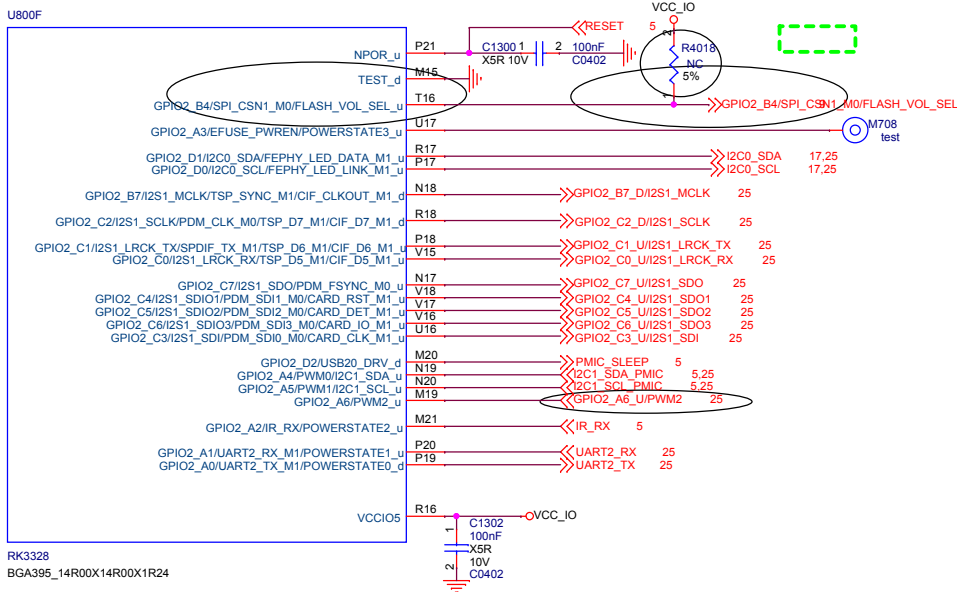 U800F
VCC_IO
RESET 5
2
R4018
NC
5%
1
NPOR_u P21
C1300 1 2 100nF
X5R 10V C0402
TEST_d M15
GPIO2_B4/SPI_CSN1_M0/FLASH_VOL_SEL_u T16 GPIO2_B4/SPI_CSN1_M0/FLASH_VOL_SEL
GPIO2_A3/EFUSE_PWREN/POWERSTATE3_u U17 M708
test
GPIO2_D1/I2C0_SDA/FEPHY_LED_DATA_M1_u R17 I2C0_SDA 17,25
GPIO2_D0/I2C0_SCL/FEPHY_LED_LINK_M1_u P17 I2C0_SCL 17,25
GPIO2_B7/I2S1_MCLK/TSP_SYNC_M1/CIF_CLKOUT_M1_d N18 GPIO2_B7_D/I2S1_MCLK 25
GPIO2_C2/I2S1_SCLK/PDM_CLK_M0/TSP_D7_M1/CIF_D7_M1_d R18 GPIO2_C2_D/I2S1_SCLK 25
GPIO2_C1/I2S1_LRCK_TX/SPDIF_TX_M1/TSP_D6_M1/CIF_D6_M1_u P18 GPIO2_C1_U/I2S1_LRCK_TX 25
GPIO2_C0/I2S1_LRCK_RX/TSP_D5_M1/CIF_D5_M1_u V15 GPIO2_C0_U/I2S1_LRCK_RX 25
GPIO2_C7/I2S1_SDO/PDM_FSYNC_M0_u N17 GPIO2_C7_U/I2S1_SDO 25
GPIO2_C4/I2S1_SDIO1/PDM_SDI1_M0/CARD_RST_M1_u V18 GPIO2_C4_U/I2S1_SDO1 25
GPIO2_C5/I2S1_SDIO2/PDM_SDI2_M0/CARD_DET_M1_u V17 GPIO2_C5_U/I2S1_SDO2 25
GPIO2_C6/I2S1_SDIO3/PDM_SDI3_M0/CARD_IO_M1_u V16 GPIO2_C6_U/I2S1_SDO3 25
GPIO2_C3/I2S1_SDI/PDM_SDI0_M0/CARD_CLK_M1_u U16 GPIO2_C3_U/I2S1_SDI 25
GPIO2_D2/USB20_DRV_d M20 PMIC_SLEEP 5
GPIO2_A4/PWM0/I2C1_SDA_u N19 I2C1_SDA_PMIC 5,25
GPIO2_A5/PWM1/I2C1_SCL_u N20 I2C1_SCL_PMIC 5,25
GPIO2_A6/PWM2_u M19 GPIO2_A6_U/PWM2 25
GPIO2_A2/IR_RX/POWERSTATE2_u M21 IR_RX 5
GPIO2_A1/UART2_RX_M1/POWERSTATE1_u P20 UART2_RX 25
GPIO2_A0/UART2_TX_M1/POWERSTATE0_d P19 UART2_TX 25
VCCIO5 R16 VCC_IO
1 C1302
100nF
X5R
10V
2 C0402
RK3328
BGA395_14R00X14R00X1R24